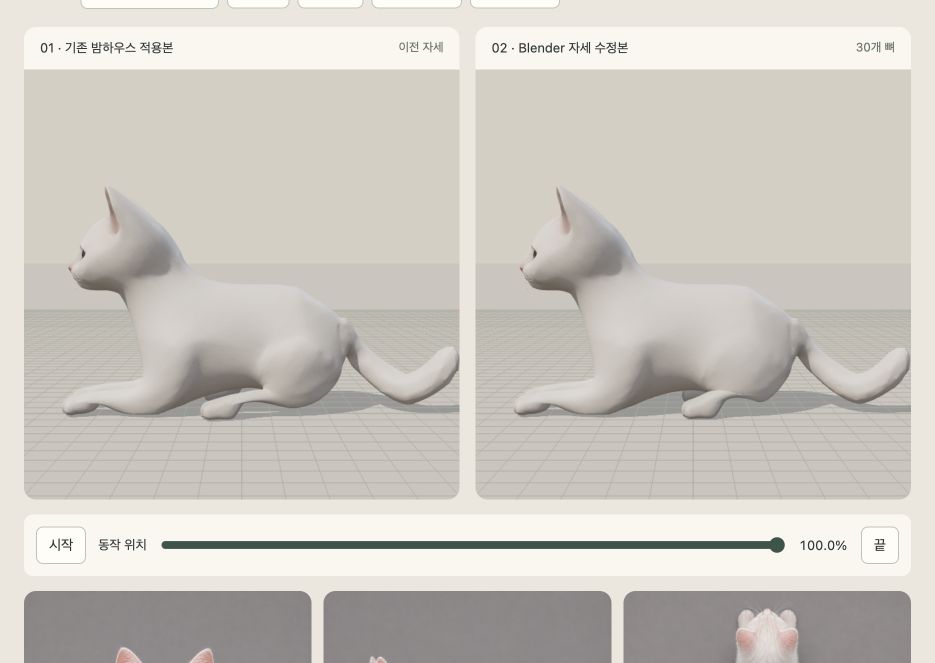 01 · 기존 밤하우스 적용본
이전 자세
02 · Blender 자세 수정본
30개 뼈
시작
동작 위치
100.0%
끝